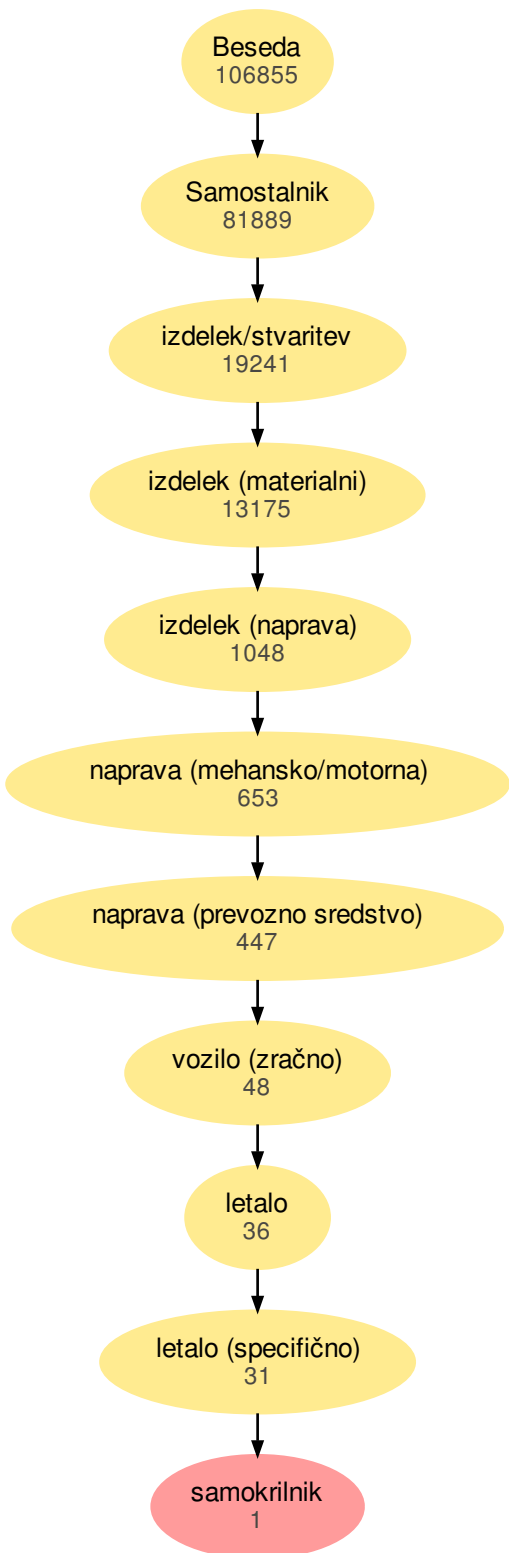 Beseda
106855
Samostalnik
81889
izdelek/stvaritev
19241
izdelek (materialni)
13175
izdelek (naprava)
1048
naprava (mehansko/motorna)
653
naprava (prevozno sredstvo)
447
vozilo (zračno)
48
letalo
36
letalo (specifično)
31
samokrilnik
1